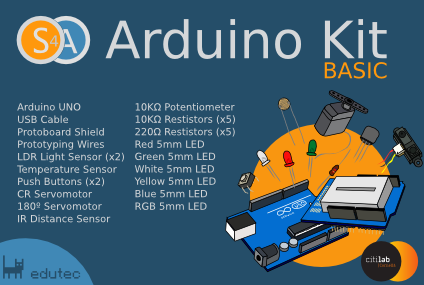 S4A
Arduino Kit
BASIC
Arduino UNO
USB Cable
Protoboard Shield
Prototyping Wires
LDR Light Sensor (x2)
Temperature Sensor
Push Buttons (x2)
CR Servomotor
180º Servomotor
IR Distance Sensor
10KΩ Potentiometer
10KΩ Restistors (x5)
220Ω Restistors (x5)
Red 5mm LED
Green 5mm LED
White 5mm LED
Yellow 5mm LED
Blue 5mm LED
RGB 5mm LED
edutec
citilab